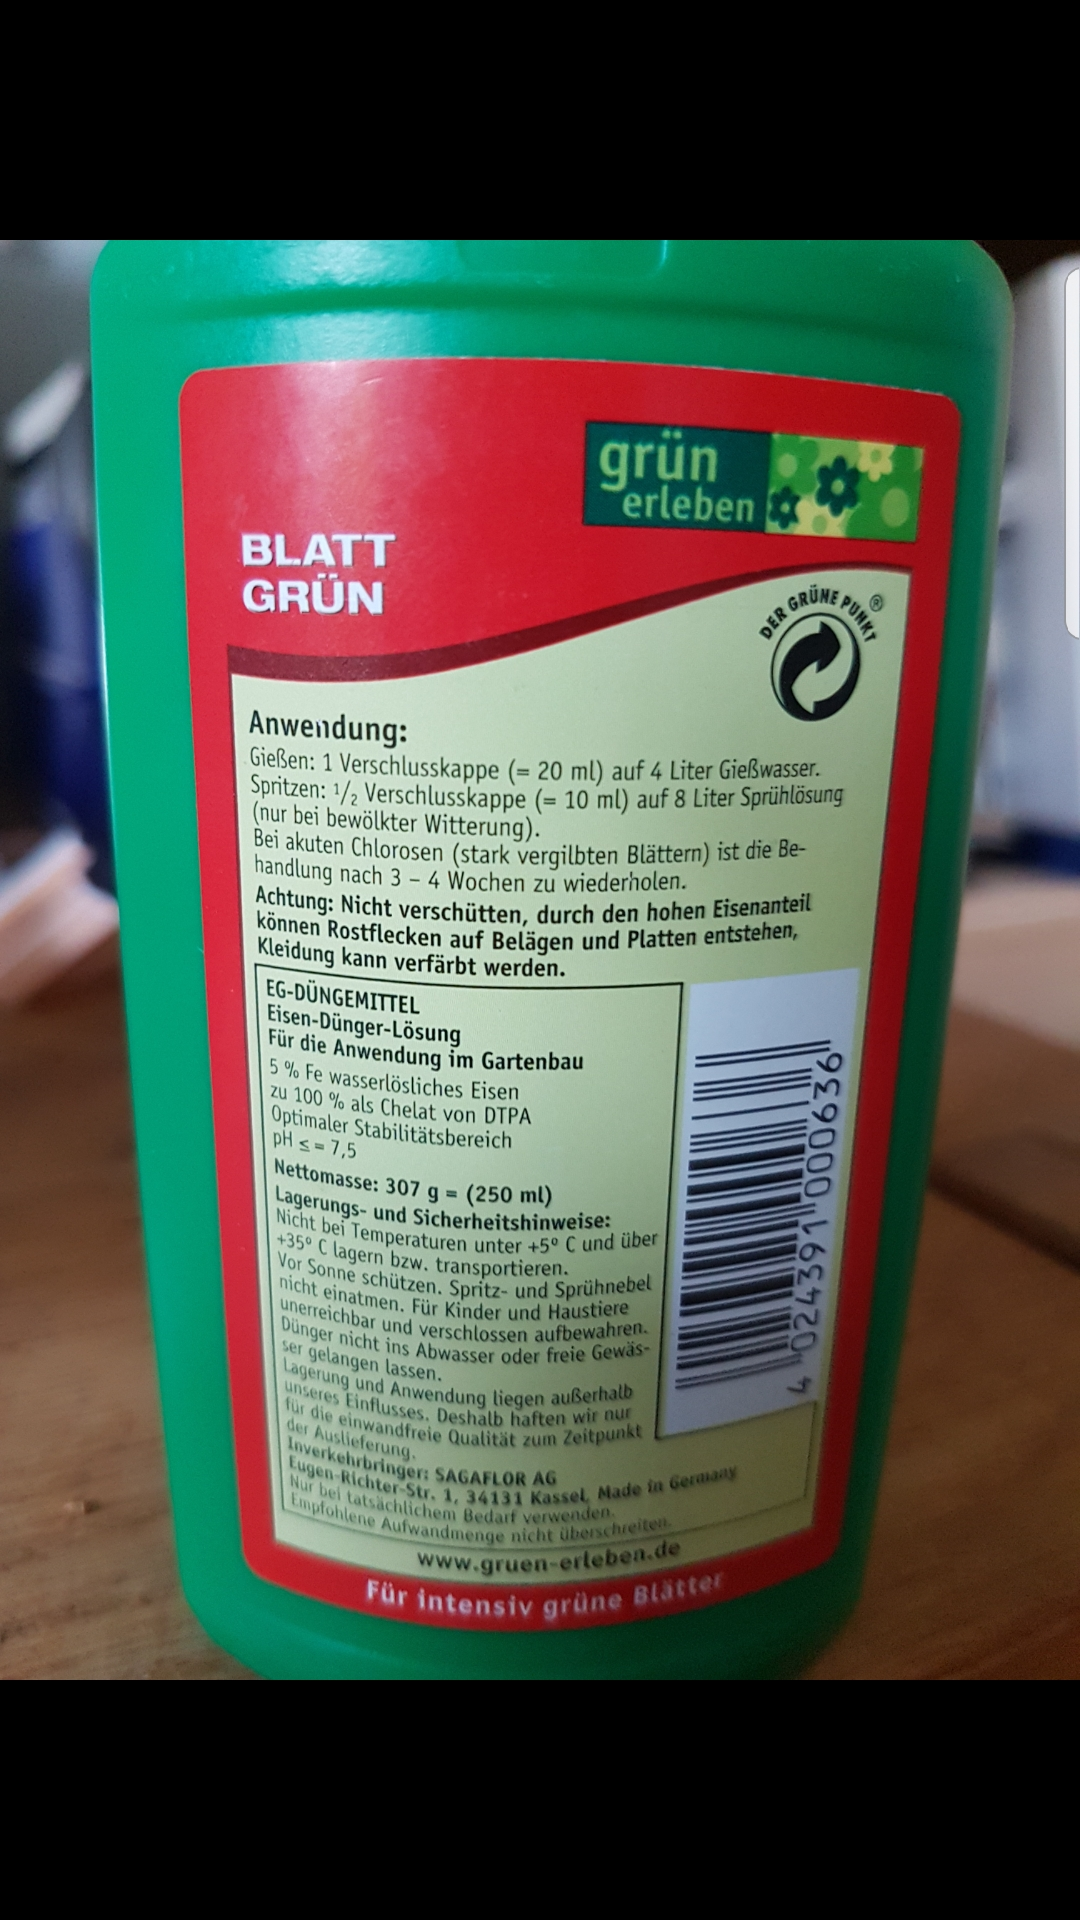 grün
erleben
BLATT
GRÜN
DER GRÜNE PUNKT ®
Anwendung:
Gießen: 1 Verschlusskappe (= 20 ml) auf 4 Liter Gießwasser.
Spritzen: 1/2 Verschlusskappe (= 10 ml) auf 8 Liter Sprühlösung
(nur bei bewölkter Witterung).
Bei akuten Chlorosen (stark vergilbten Blättern) ist die Be-
handlung nach 3 – 4 Wochen zu wiederholen.
Achtung: Nicht verschütten, durch den hohen Eisenanteil
können Rostflecken auf Belägen und Platten entstehen,
Kleidung kann verfärbt werden.
EG-DÜNGEMITTEL
Eisen-Dünger-Lösung
Für die Anwendung im Gartenbau
5 % Fe wasserlösliches Eisen
zu 100 % als Chelat von DTPA
Optimaler Stabilitätsbereich
pH ≤ = 7,5
Nettomasse: 307 g = (250 ml)
Lagerungs- und Sicherheitshinweise:
Nicht bei Temperaturen unter +5° C und über
+35° C lagern bzw. transportieren.
Vor Sonne schützen. Spritz- und Sprühnebel
nicht einatmen. Für Kinder und Haustiere
unerreichbar und verschlossen aufbewahren.
Dünger nicht ins Abwasser oder freie Gewäs-
ser gelangen lassen.
Lagerung und Anwendung liegen außerhalb
unseres Einflusses. Deshalb haften wir nur
für die einwandfreie Qualität zum Zeitpunkt
der Auslieferung.
Inverkehrbringer: SAGAFLOR AG
Eugen-Richter-Str. 1, 34131 Kassel, Made in Germany
Nur bei tatsächlichem Bedarf verwenden.
Empfohlene Aufwandmenge nicht überschreiten.
4 024391 000636
www.gruen-erleben.de
Für intensiv grüne Blätter